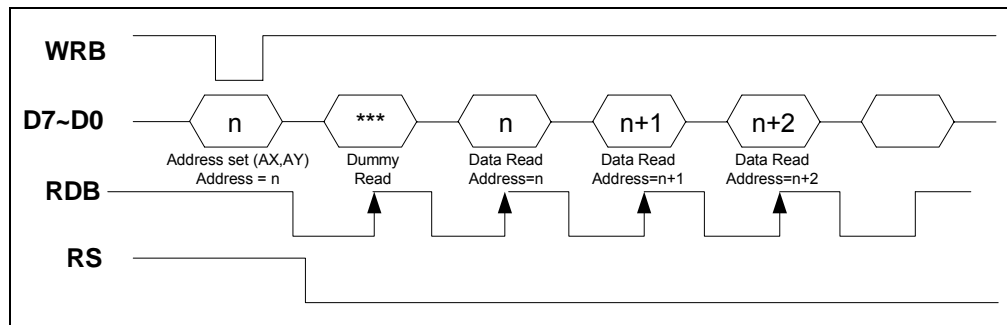 WRB
D7~D0
n
***
n
n+1
n+2
Address set (AX,AY)
Address = n
Dummy
Read
Data Read
Address=n
Data Read
Address=n+1
Data Read
Address=n+2
RDB
RS